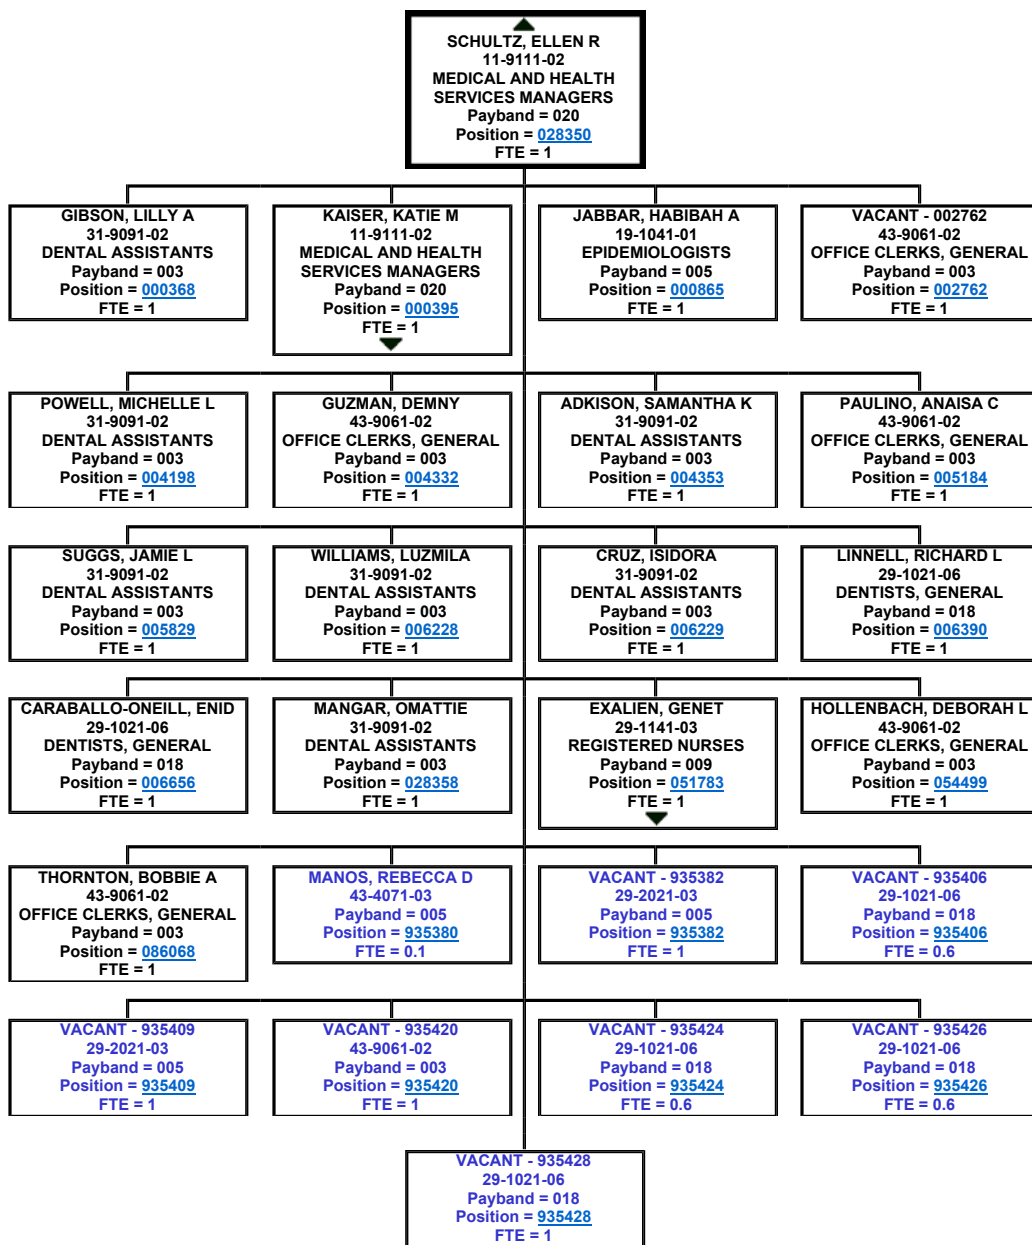 SCHULTZ, ELLEN R
11-9111-02
MEDICAL AND HEALTH
SERVICES MANAGERS
Payband = 020
Position = 028350
FTE = 1
GIBSON, LILLY A
31-9091-02
DENTAL ASSISTANTS
Payband = 003
Position = 000368
FTE = 1
KAISER, KATIE M
11-9111-02
MEDICAL AND HEALTH
SERVICES MANAGERS
Payband = 020
Position = 000395
FTE = 1
JABBAR, HABIBAH A
19-1041-01
EPIDEMIOLOGISTS
Payband = 005
Position = 000865
FTE = 1
VACANT - 002762
43-9061-02
OFFICE CLERKS, GENERAL
Payband = 003
Position = 002762
FTE = 1
POWELL, MICHELLE L
31-9091-02
DENTAL ASSISTANTS
Payband = 003
Position = 004198
FTE = 1
GUZMAN, DEMNY
43-9061-02
OFFICE CLERKS, GENERAL
Payband = 003
Position = 004332
FTE = 1
ADKISON, SAMANTHA K
31-9091-02
DENTAL ASSISTANTS
Payband = 003
Position = 004353
FTE = 1
PAULINO, ANAISA C
43-9061-02
OFFICE CLERKS, GENERAL
Payband = 003
Position = 005184
FTE = 1
SUGGS, JAMIE L
31-9091-02
DENTAL ASSISTANTS
Payband = 003
Position = 005829
FTE = 1
WILLIAMS, LUZMILA
31-9091-02
DENTAL ASSISTANTS
Payband = 003
Position = 006228
FTE = 1
CRUZ, ISIDORA
31-9091-02
DENTAL ASSISTANTS
Payband = 003
Position = 006229
FTE = 1
LINNELL, RICHARD L
29-1021-06
DENTISTS, GENERAL
Payband = 018
Position = 006390
FTE = 1
CARABALLO-ONEILL, ENID
29-1021-06
DENTISTS, GENERAL
Payband = 018
Position = 006656
FTE = 1
MANGAR, OMATTIE
31-9091-02
DENTAL ASSISTANTS
Payband = 003
Position = 028358
FTE = 1
EXALIEN, GENET
29-1141-03
REGISTERED NURSES
Payband = 009
Position = 051783
FTE = 1
HOLLENBACH, DEBORAH L
43-9061-02
OFFICE CLERKS, GENERAL
Payband = 003
Position = 054499
FTE = 1
THORNTON, BOBBIE A
43-9061-02
OFFICE CLERKS, GENERAL
Payband = 003
Position = 086068
FTE = 1
MANOS, REBECCA D
43-4071-03
Payband = 005
Position = 935380
FTE = 0.1
VACANT - 935382
29-2021-03
Payband = 005
Position = 935382
FTE = 1
VACANT - 935406
29-1021-06
Payband = 018
Position = 935406
FTE = 0.6
VACANT - 935409
29-2021-03
Payband = 005
Position = 935409
FTE = 1
VACANT - 935420
43-9061-02
Payband = 003
Position = 935420
FTE = 1
VACANT - 935424
29-1021-06
Payband = 018
Position = 935424
FTE = 0.6
VACANT - 935426
29-1021-06
Payband = 018
Position = 935426
FTE = 0.6
VACANT - 935428
29-1021-06
Payband = 018
Position = 935428
FTE = 1